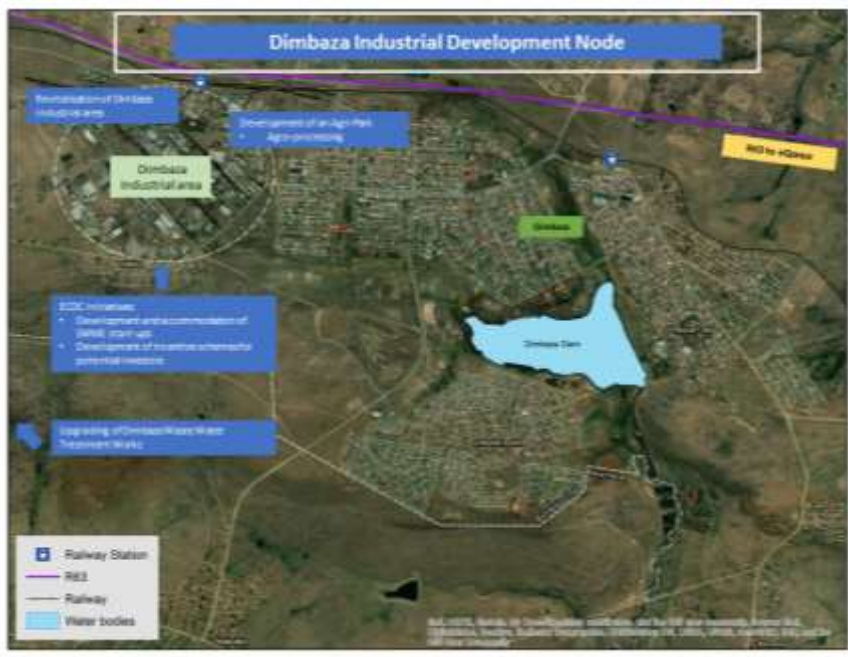 Dimbaza Industrial Development Node
Revitalisation of Dimbaza
Industrial area
Development of an Agri Park
• Agro-processing
R63 to eQonce
Dimbaza
Industrial area
Dimbaza
ECDC initiatives:
• Development and accommodation of
SMME start-ups
• Development of incentive schemes for
potential investors
Dimbaza Dam
Upgrading of Dimbaza Waste Water
Treatment Works
Railway Station
R63
Railway
Water bodies